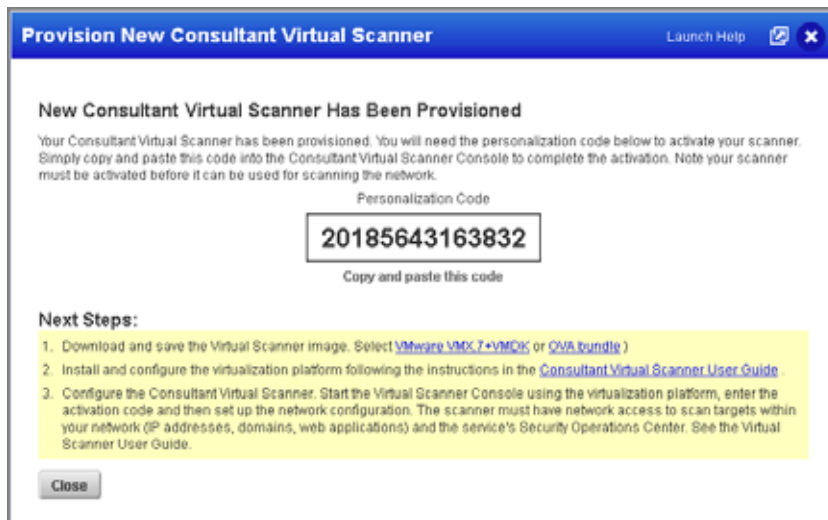 Provision New Consultant Virtual Scanner
Launch Help
New Consultant Virtual Scanner Has Been Provisioned
Your Consultant Virtual Scanner has been provisioned. You will need the personalization code below to activate your scanner.
Simply copy and paste this code into the Consultant Virtual Scanner Console to complete the activation. Note your scanner
must be activated before it can be used for scanning the network.
Personalization Code
20185643163832
Copy and paste this code
Next Steps:
1. Download and save the Virtual Scanner image. Select VMware VMX,7+VMDK or OVA bundle )
2. Install and configure the virtualization platform following the instructions in the Consultant Virtual Scanner User Guide .
3. Configure the Consultant Virtual Scanner. Start the Virtual Scanner Console using the virtualization platform, enter the
activation code and then set up the network configuration. The scanner must have network access to scan targets within
your network (IP addresses, domains, web applications) and the service's Security Operations Center. See the Virtual
Scanner User Guide.
Close